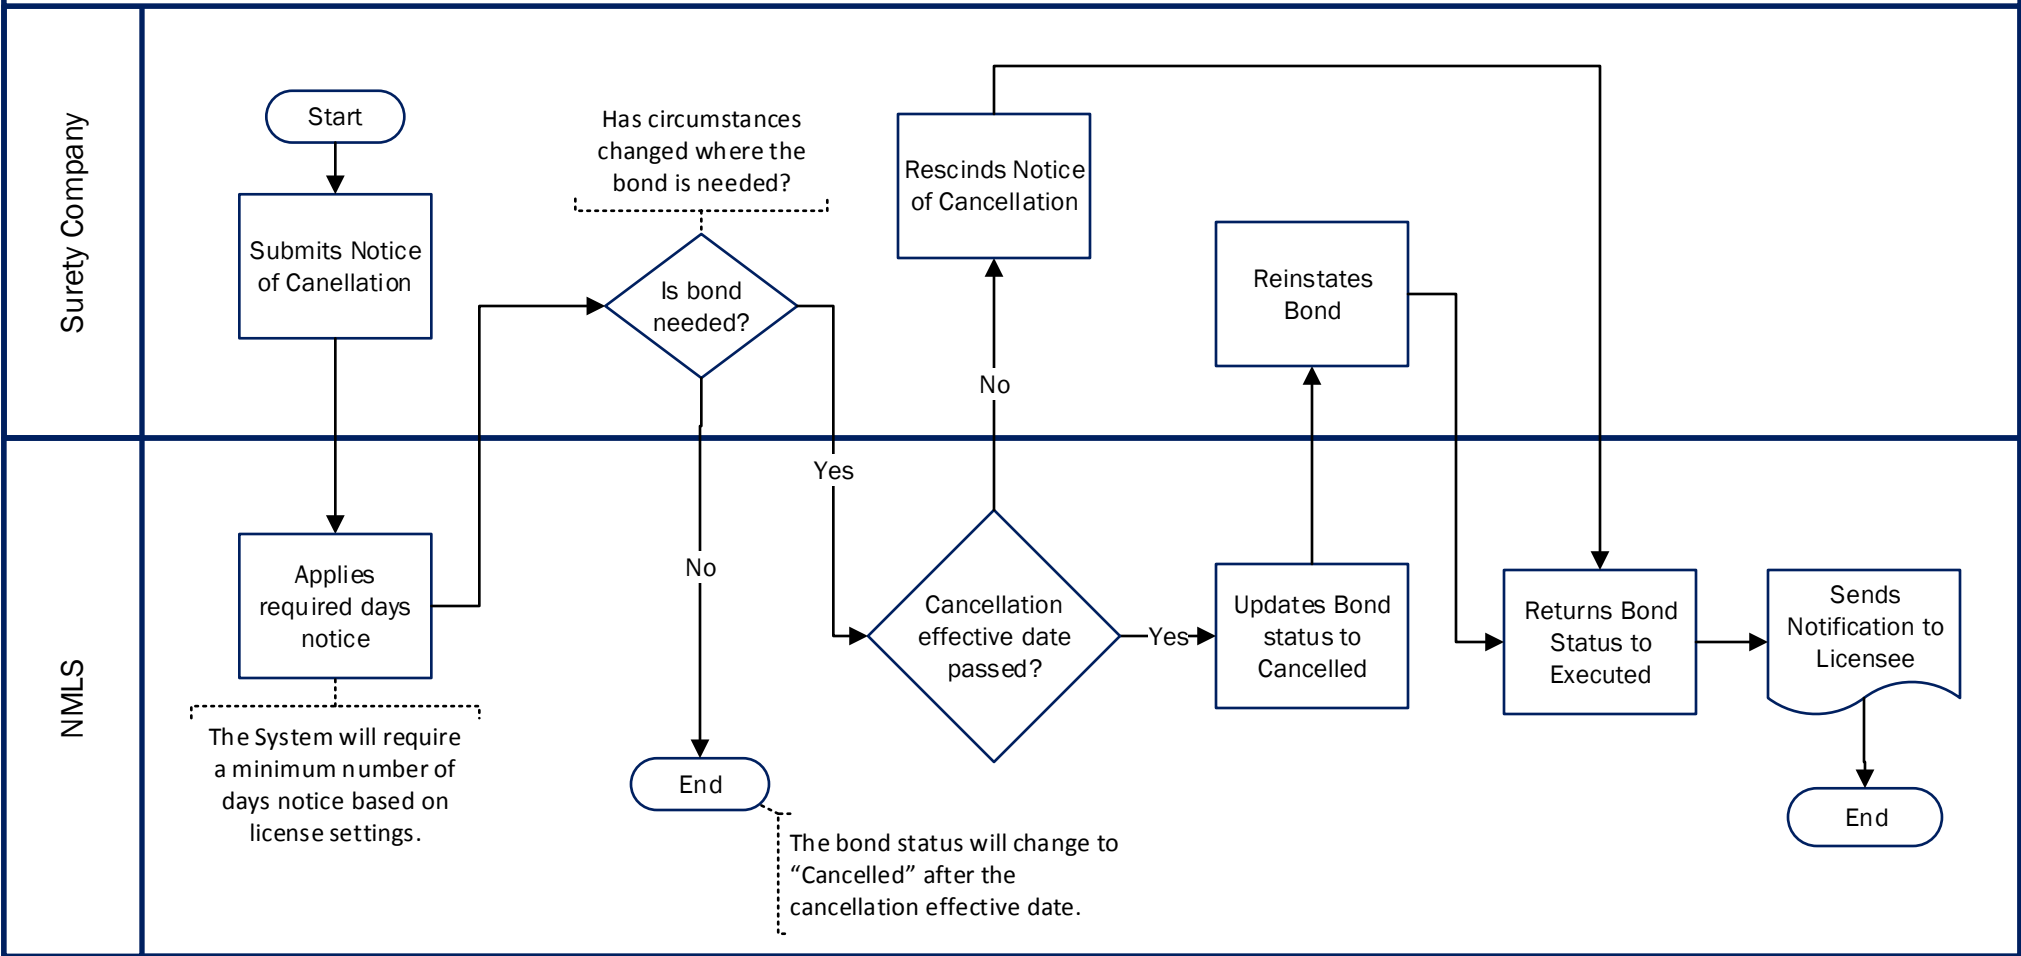 Surety Company
Start
Submits Notice
of Canellation
Has circumstances
changed where the
bond is needed?
Is bond
needed?
Rescinds Notice
of Cancellation
Reinstates
Bond
No
Yes
No
NMLS
Applies
required days
notice
The System will require
a minimum number of
days notice based on
license settings.
End
The bond status will change to
“Cancelled” after the
cancellation effective date.
Cancellation
effective date
passed?
Yes
Updates Bond
status to
Cancelled
Returns Bond
Status to
Executed
Sends
Notification to
Licensee
End